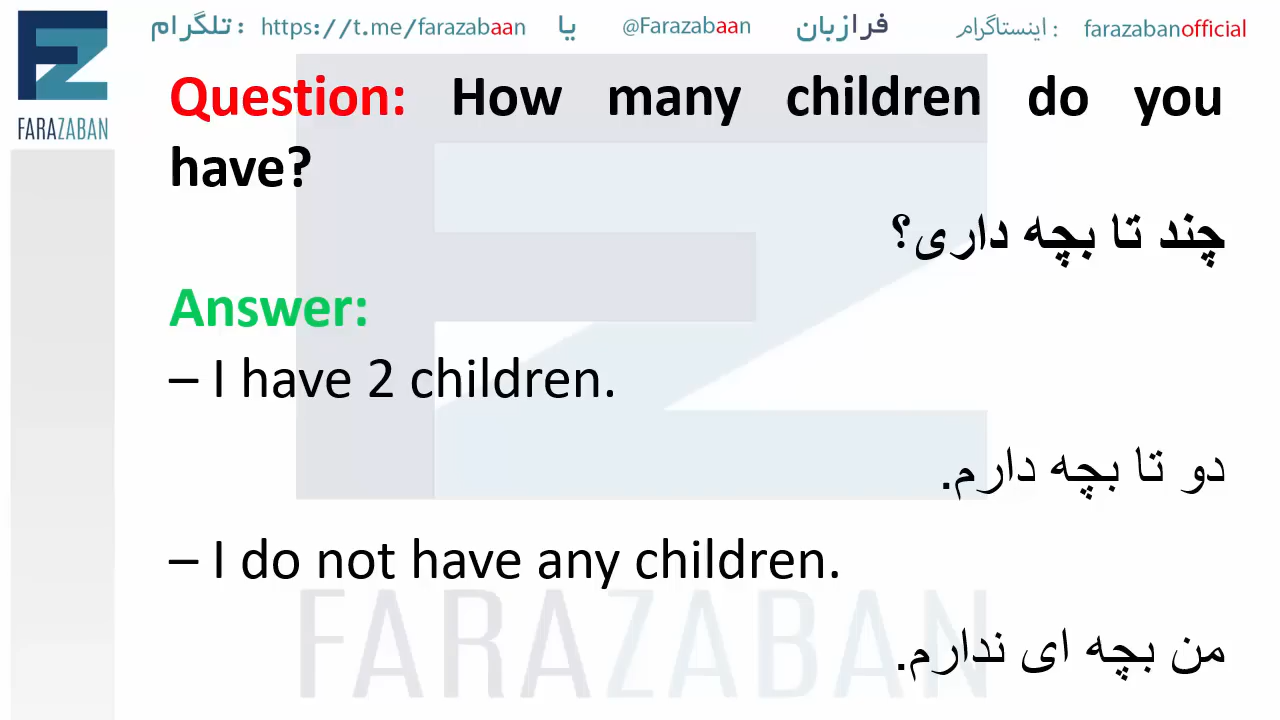 تلگرام : https://t.me/farazabaan یا @Farazabaan فرازبان اینستاگرام : farazabanofficial
FZ
FARAZABAN
Question: How many children do you
have?
چند تا بچه داری؟
Answer:
– I have 2 children.
دو تا بچه دارم.
– I do not have any children.
من بچه ای ندارم.
FARAZABAN